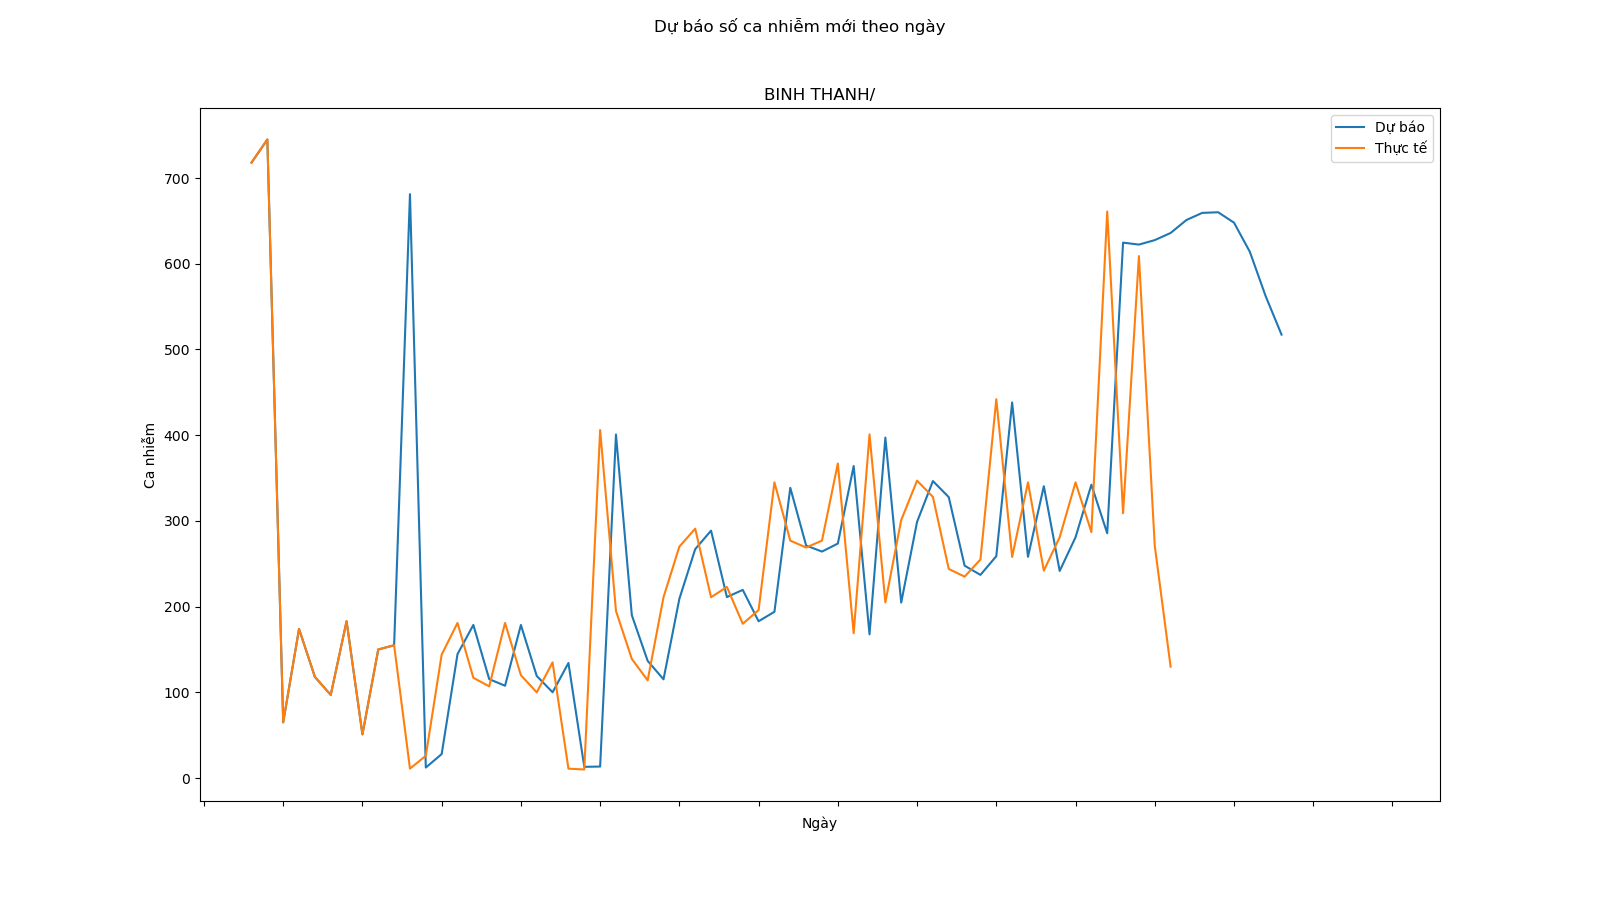 Dự báo số ca nhiễm mới theo ngày
BINH THANH/
Dự báo
Thực tế
700
600
500
400
300
200
100
0
Ca nhiễm
Ngày